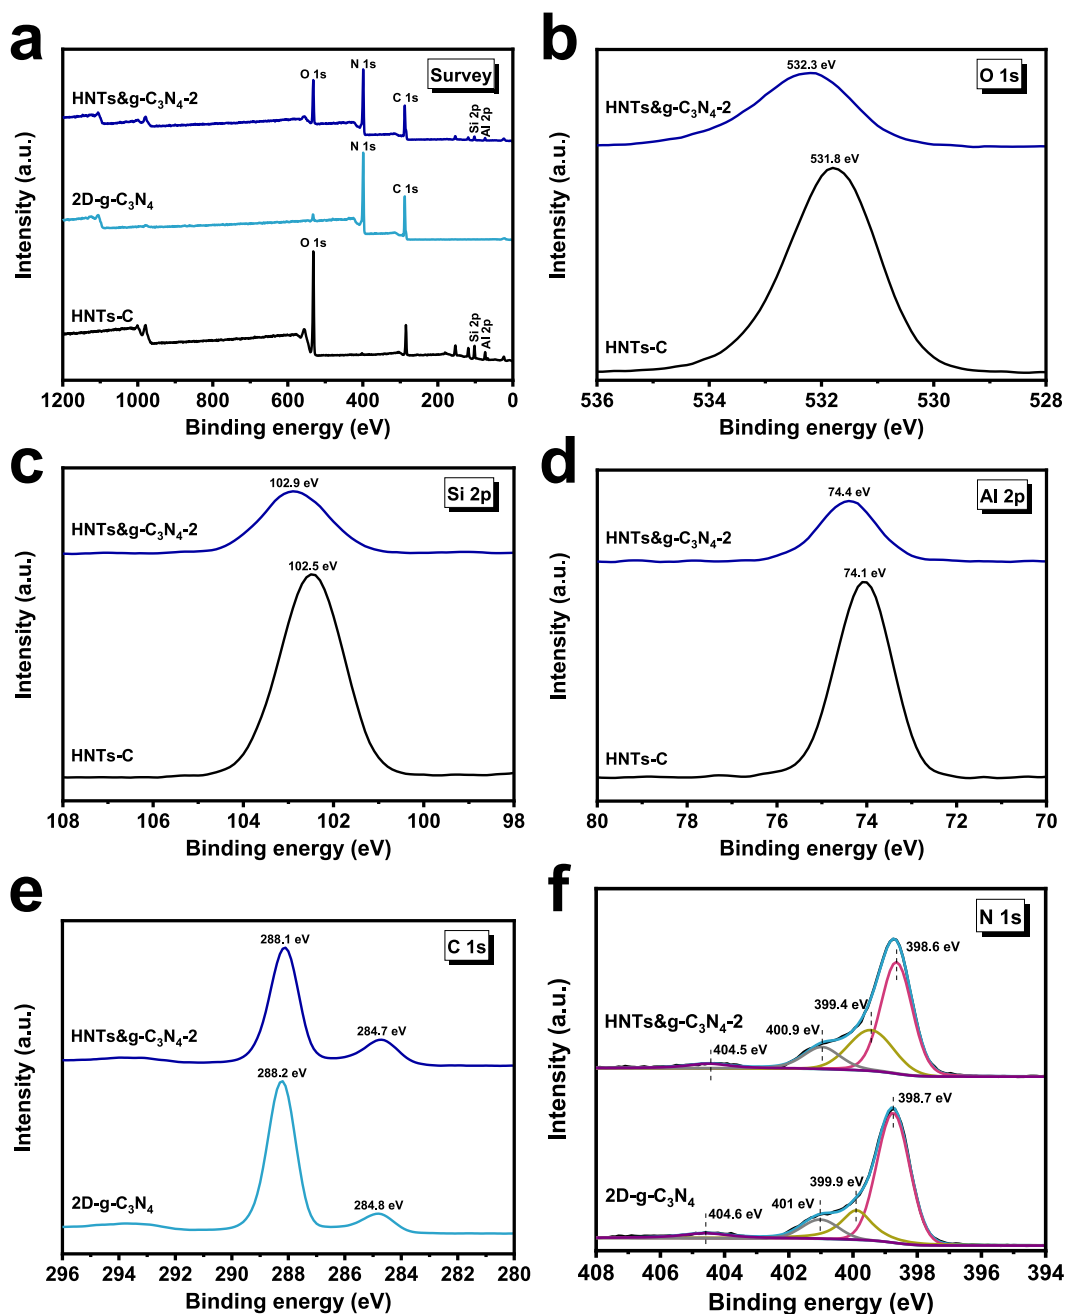 a
Survey
HNTs&g-C₃N₄-2
O 1s
N 1s
C 1s
Si 2p
Al 2p
2D-g-C₃N₄
N 1s
C 1s
HNTs-C
O 1s
Si 2p
Al 2p
Intensity (a.u.)
1200 1000 800 600 400 200 0
Binding energy (eV)
b
O 1s
532.3 eV
HNTs&g-C₃N₄-2
531.8 eV
HNTs-C
Intensity (a.u.)
536 534 532 530 528
Binding energy (eV)
c
Si 2p
102.9 eV
HNTs&g-C₃N₄-2
102.5 eV
HNTs-C
Intensity (a.u.)
108 106 104 102 100 98
Binding energy (eV)
d
Al 2p
74.4 eV
HNTs&g-C₃N₄-2
74.1 eV
HNTs-C
Intensity (a.u.)
80 78 76 74 72 70
Binding energy (eV)
e
C 1s
288.1 eV
HNTs&g-C₃N₄-2
284.7 eV
288.2 eV
2D-g-C₃N₄
284.8 eV
Intensity (a.u.)
296 294 292 290 288 286 284 282 280
Binding energy (eV)
f
N 1s
398.6 eV
399.4 eV
HNTs&g-C₃N₄-2
400.9 eV
404.5 eV
398.7 eV
399.9 eV
2D-g-C₃N₄
401 eV
404.6 eV
Intensity (a.u.)
408 406 404 402 400 398 396 394
Binding energy (eV)